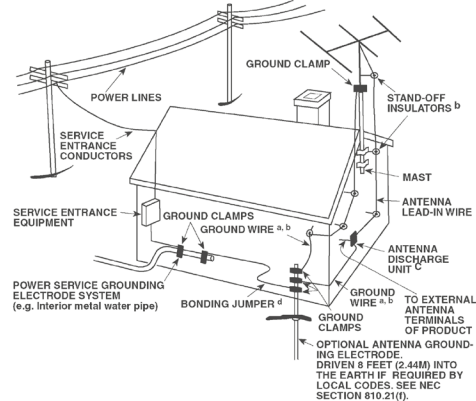 GROUND CLAMP
POWER LINES
STAND-OFF
INSULATORS b
SERVICE
ENTRANCE
CONDUCTORS
MAST
ANTENNA
LEAD-IN WIRE
SERVICE ENTRANCE
EQUIPMENT
GROUND CLAMPS
GROUND WIRE a, b
ANTENNA
DISCHARGE
UNIT C
POWER SERVICE GROUNDING
ELECTRODE SYSTEM
(e.g. Interior metal water pipe)
BONDING JUMPER d
GROUND
WIRE a, b
TO EXTERNAL
ANTENNA
TERMINALS
OF PRODUCT
GROUND
CLAMPS
OPTIONAL ANTENNA GROUND-
ING ELECTRODE.
DRIVEN 8 FEET (2.44M) INTO
THE EARTH IF REQUIRED BY
LOCAL CODES. SEE NEC
SECTION 810.21(f).